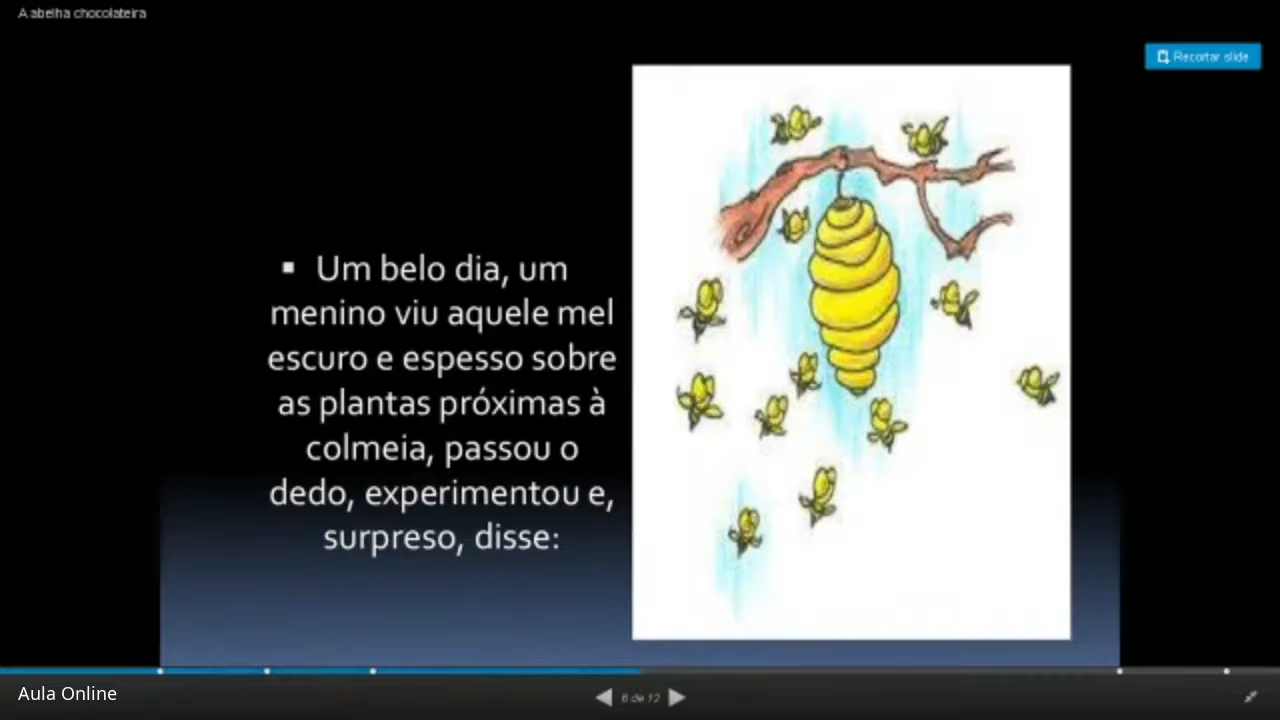 A abelha chocolateira
Recortar slide
Um belo dia, um
menino viu aquele mel
escuro e espesso sobre
as plantas próximas à
colmeia, passou o
dedo, experimentou e,
surpreso, disse:
Aula Online
6 de 12